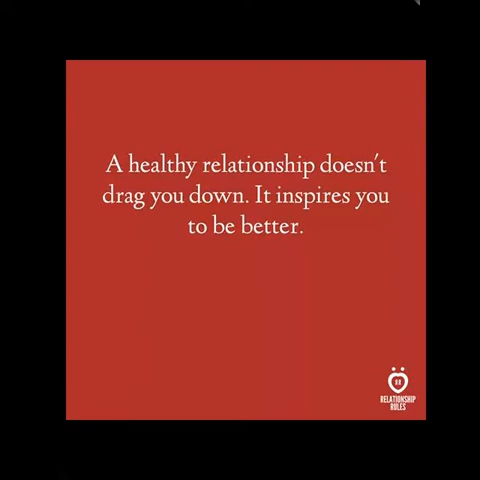 A healthy relationship doesn't
drag you down. It inspires you
to be better.
RELATIONSHIP
RULES